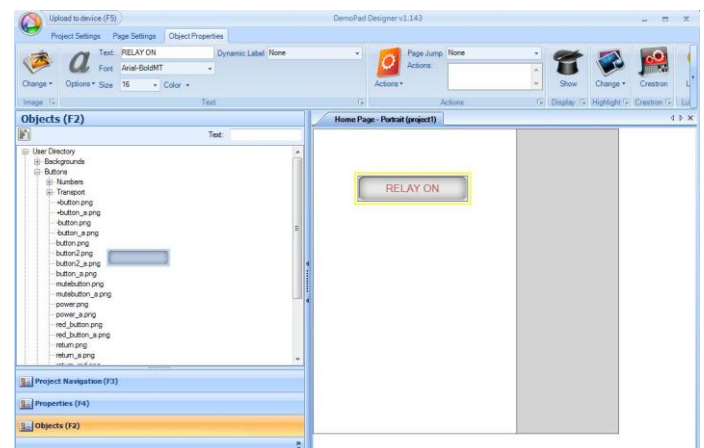 Upload to device (F5)
DemoPad Designer v1.143
Project Settings Page Settings Object Properties
Text RELAY ON Dynamic Label None
Font Arial-BoldMT
Size 16 Color
Change Options
Page Jump None
Actions:
Actions Show Change Crestron
Image Text Actions Display Highlight Crestron
Objects (F2)
Text:
User Directory
Backgrounds
Buttons
Numbers
Transport
+button.png
+button_a.png
-button.png
-button_a.png
button.png
button2.png
button2_a.png
button_a.png
mutebutton.png
mutebutton_a.png
power.png
power_a.png
red_button.png
red_button_a.png
return.png
return_a.png
Project Navigation (F3)
Properties (F4)
Objects (F2)
Home Page - Portrait (project1)
RELAY ON